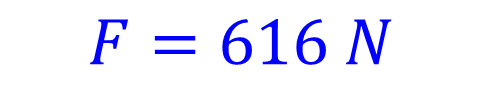 F = 616 N